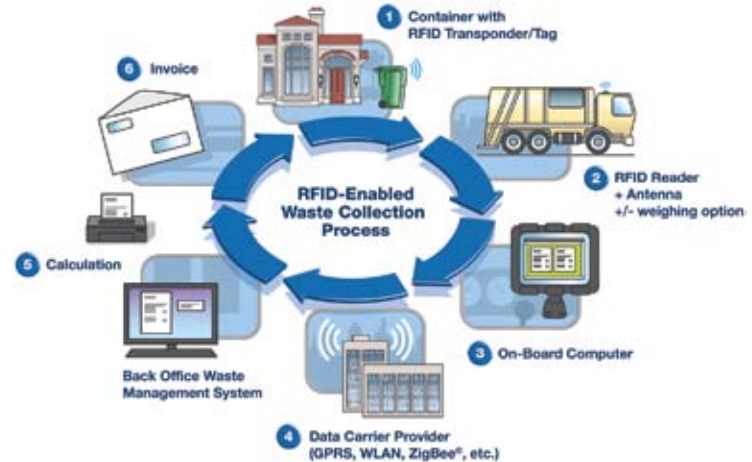 1 Container with
RFID Transponder/Tag
6 Invoice
RFID-Enabled
Waste Collection
Process
2 RFID Reader
+ Antenna
+/- weighing option
5 Calculation
3 On-Board Computer
Back Office Waste
Management System
4 Data Carrier Provider
(GPRS, WLAN, ZigBee®, etc.)